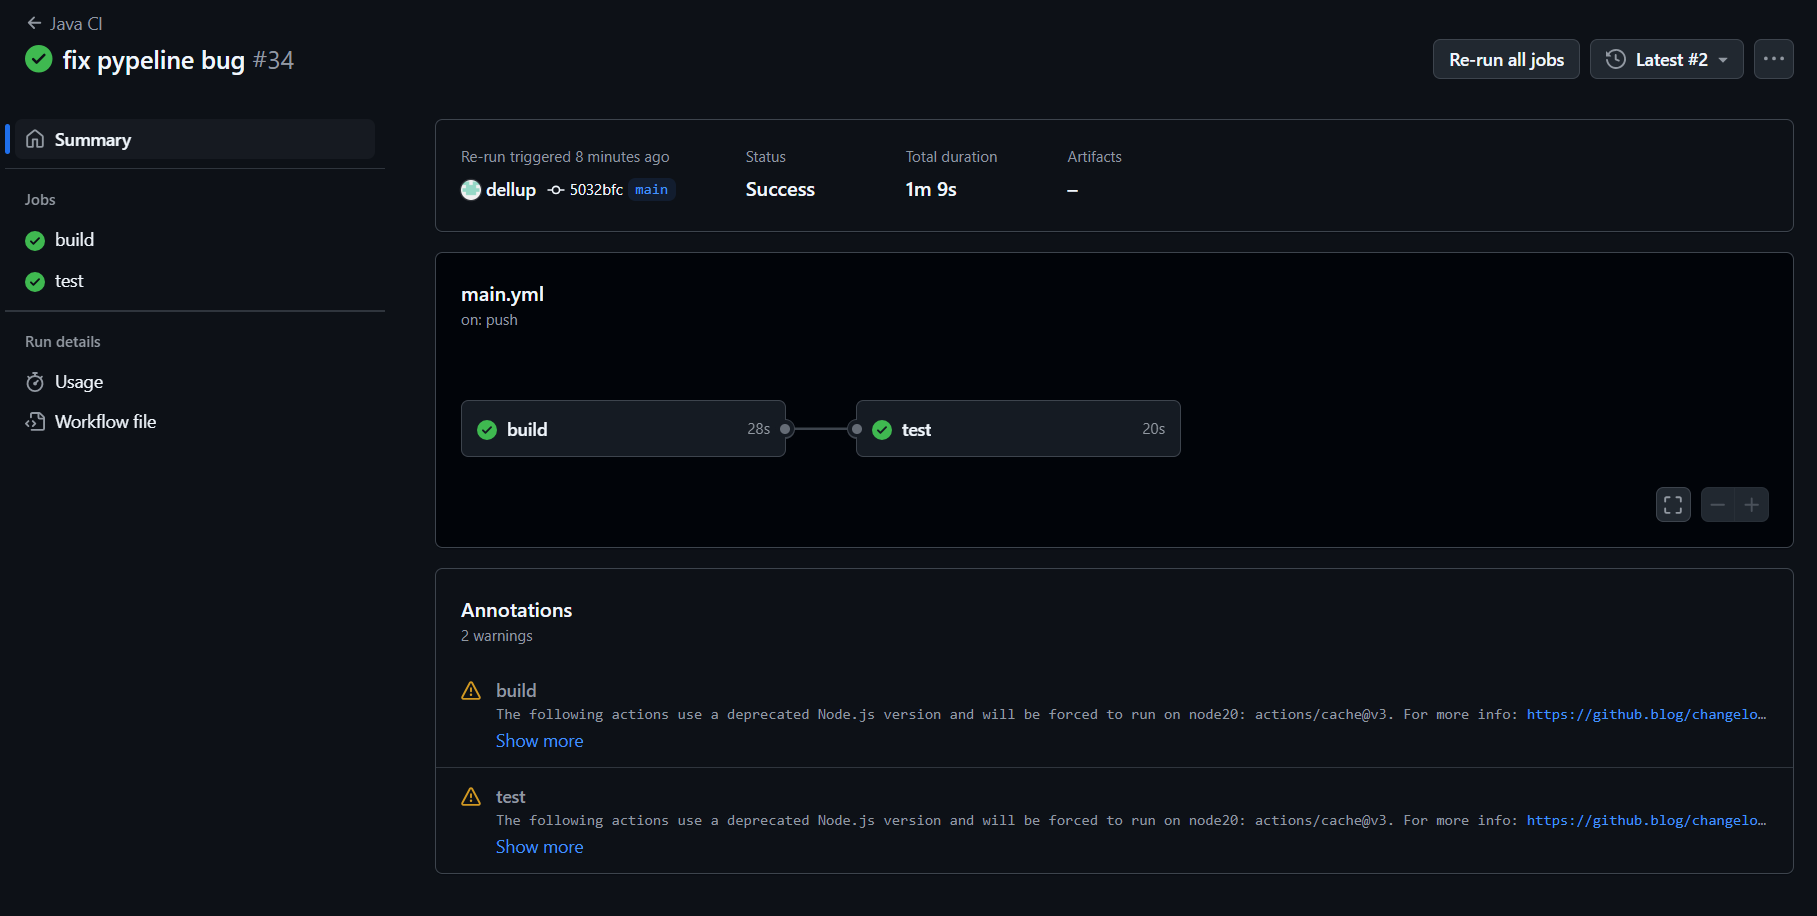 Java CI
fix pypeline bug #34
Re-run all jobs
Latest #2
Summary
Jobs
build
test
Run details
Usage
Workflow file
Re-run triggered 8 minutes ago
dellup 5032bfc main
Status
Success
Total duration
1m 9s
Artifacts
–
main.yml
on: push
build 28s
test 20s
Annotations
2 warnings
build
The following actions use a deprecated Node.js version and will be forced to run on node20: actions/cache@v3. For more info: https://github.blog/changelo…
Show more
test
The following actions use a deprecated Node.js version and will be forced to run on node20: actions/cache@v3. For more info: https://github.blog/changelo…
Show more